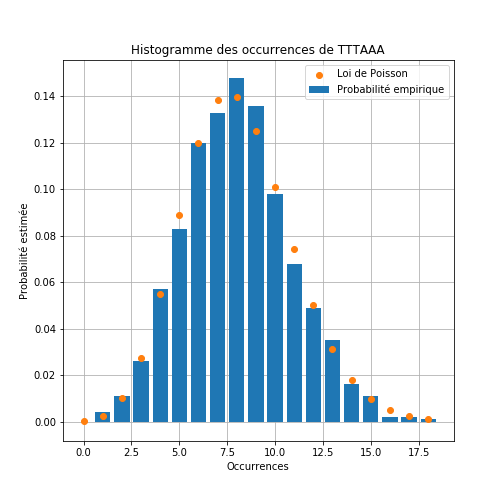 Histogramme des occurrences de TTTAAA
Loi de Poisson
Probabilité empirique
Probabilité estimée
0.14
0.12
0.10
0.08
0.06
0.04
0.02
0.00
0.0 2.5 5.0 7.5 10.0 12.5 15.0 17.5
Occurrences